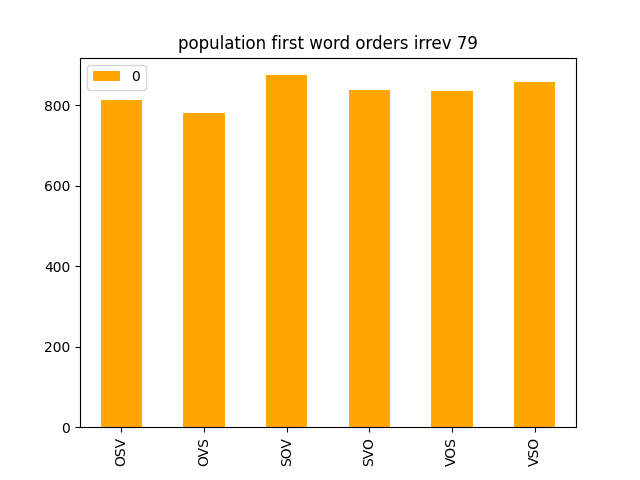 population first word orders irrev 79
0
800
600
400
200
0
OSV
OVS
SOV
SVO
VOS
VSO